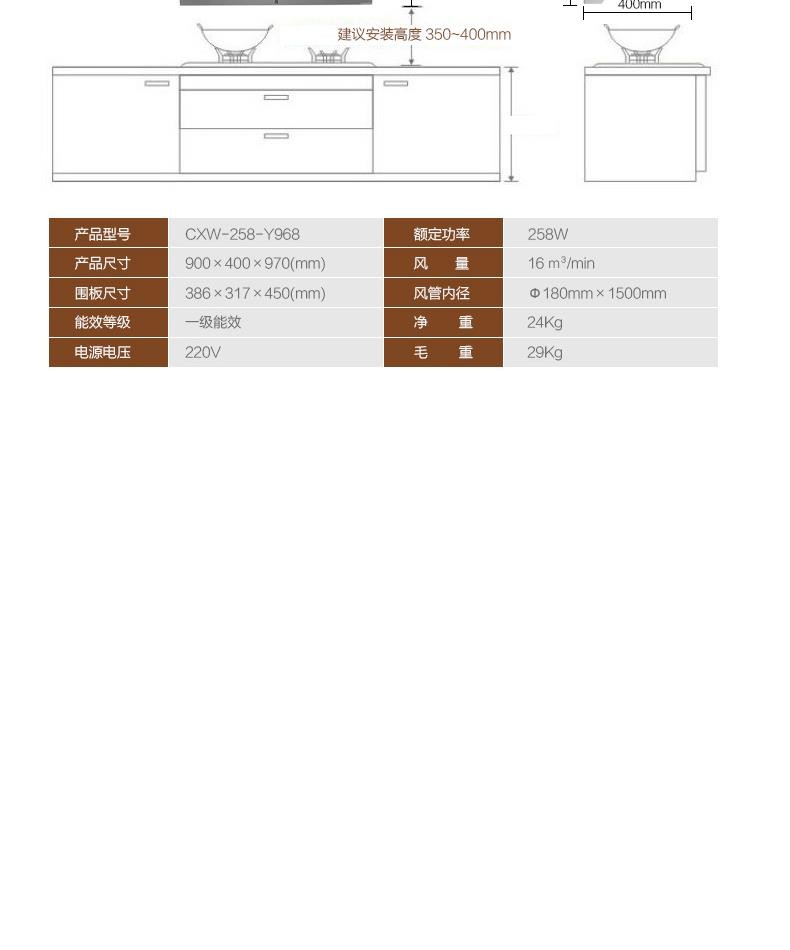 400mm
建议安装高度 350~400mm
产品型号 CXW-258-Y968 额定功率 258W
产品尺寸 900×400×970(mm) 风 量 16 m³/min
围板尺寸 386×317×450(mm) 风管内径 Φ180mm×1500mm
能效等级 一级能效 净 重 24Kg
电源电压 220V 毛 重 29Kg